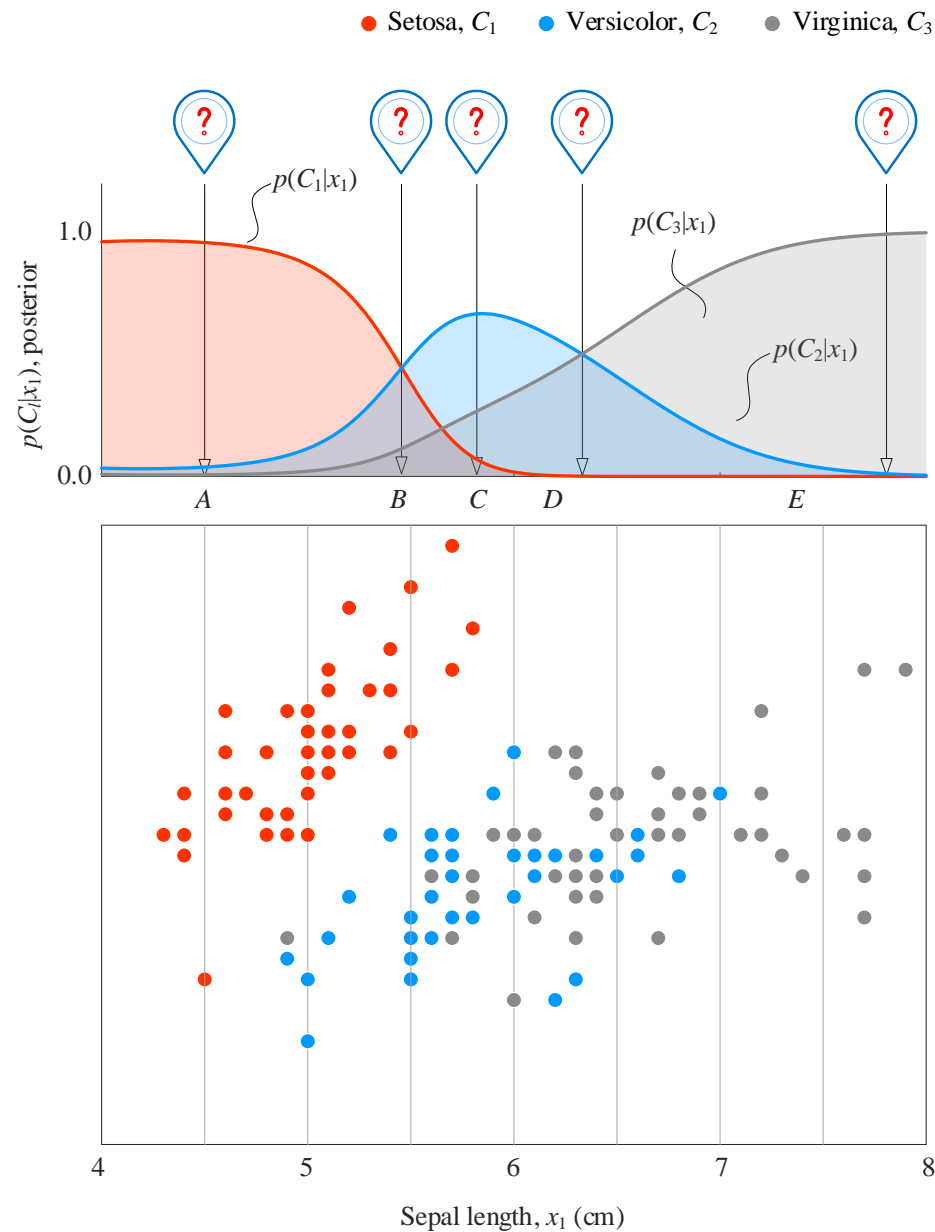 Setosa, C₁ Versicolor, C₂ Virginica, C₃
? ? ? ? ?
p(C₁|x₁)
p(C₃|x₁)
p(C₂|x₁)
1.0
0.0
p(Cₗ|x₁), posterior
A B C D E
4 5 6 7 8
Sepal length, x₁ (cm)